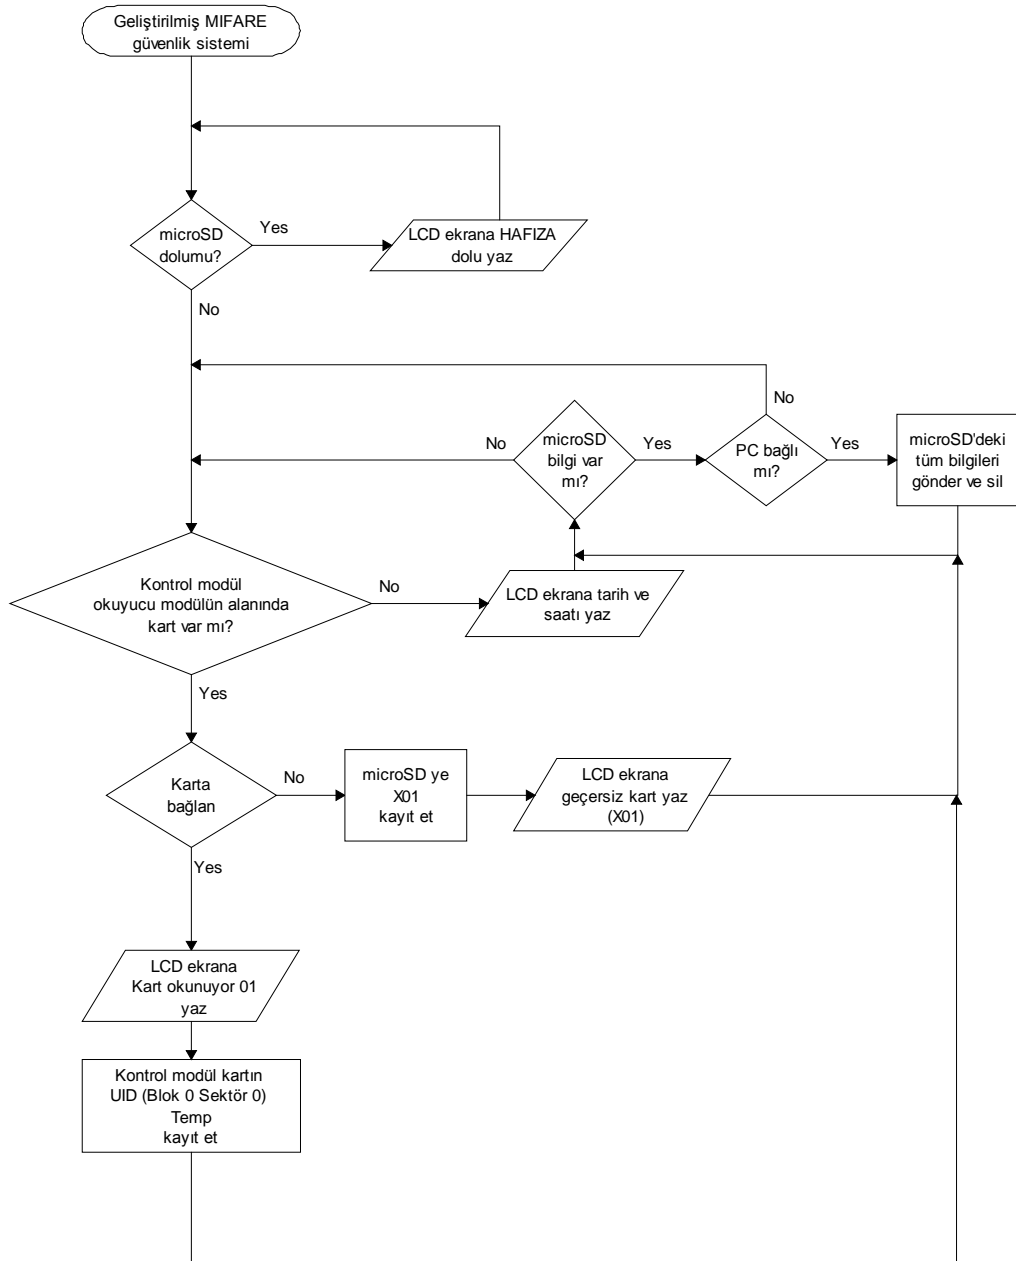 Geliştirilmiş MIFARE
güvenlik sistemi
microSD
dolumu?
Yes
LCD ekrana HAFIZA
dolu yaz
No
No
microSD
bilgi var
mı?
No
Yes
PC bağlı
mı?
Yes
microSD'deki
tüm bilgileri
gönder ve sil
Kontrol modül
okuyucu modülün alanında
kart var mı?
No
LCD ekrana tarih ve
saatı yaz
Yes
Karta
bağlan
No
microSD ye
X01
kayıt et
LCD ekrana
geçersiz kart yaz
(X01)
Yes
LCD ekrana
Kart okunuyor 01
yaz
Kontrol modül kartın
UID (Blok 0 Sektör 0)
Temp
kayıt et